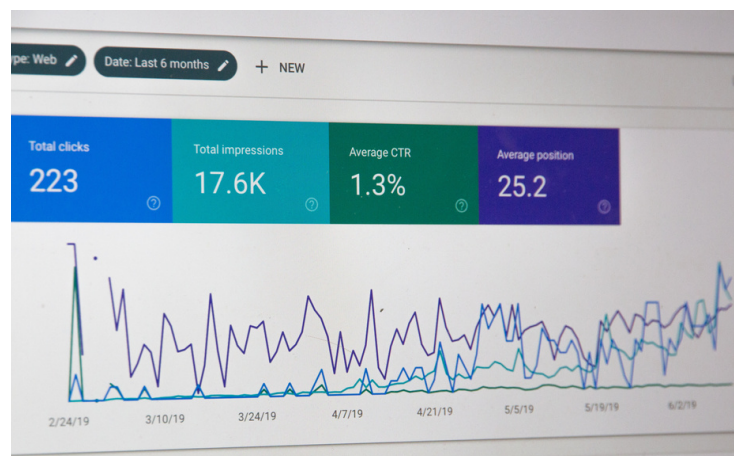 pe: Web
Date: Last 6 months
+ NEW
Total clicks
223
Total impressions
17.6K
Average CTR
1.3%
Average position
25.2
2/24/19
3/10/19
3/24/19
4/7/19
4/21/19
5/5/19
5/19/19
6/2/19